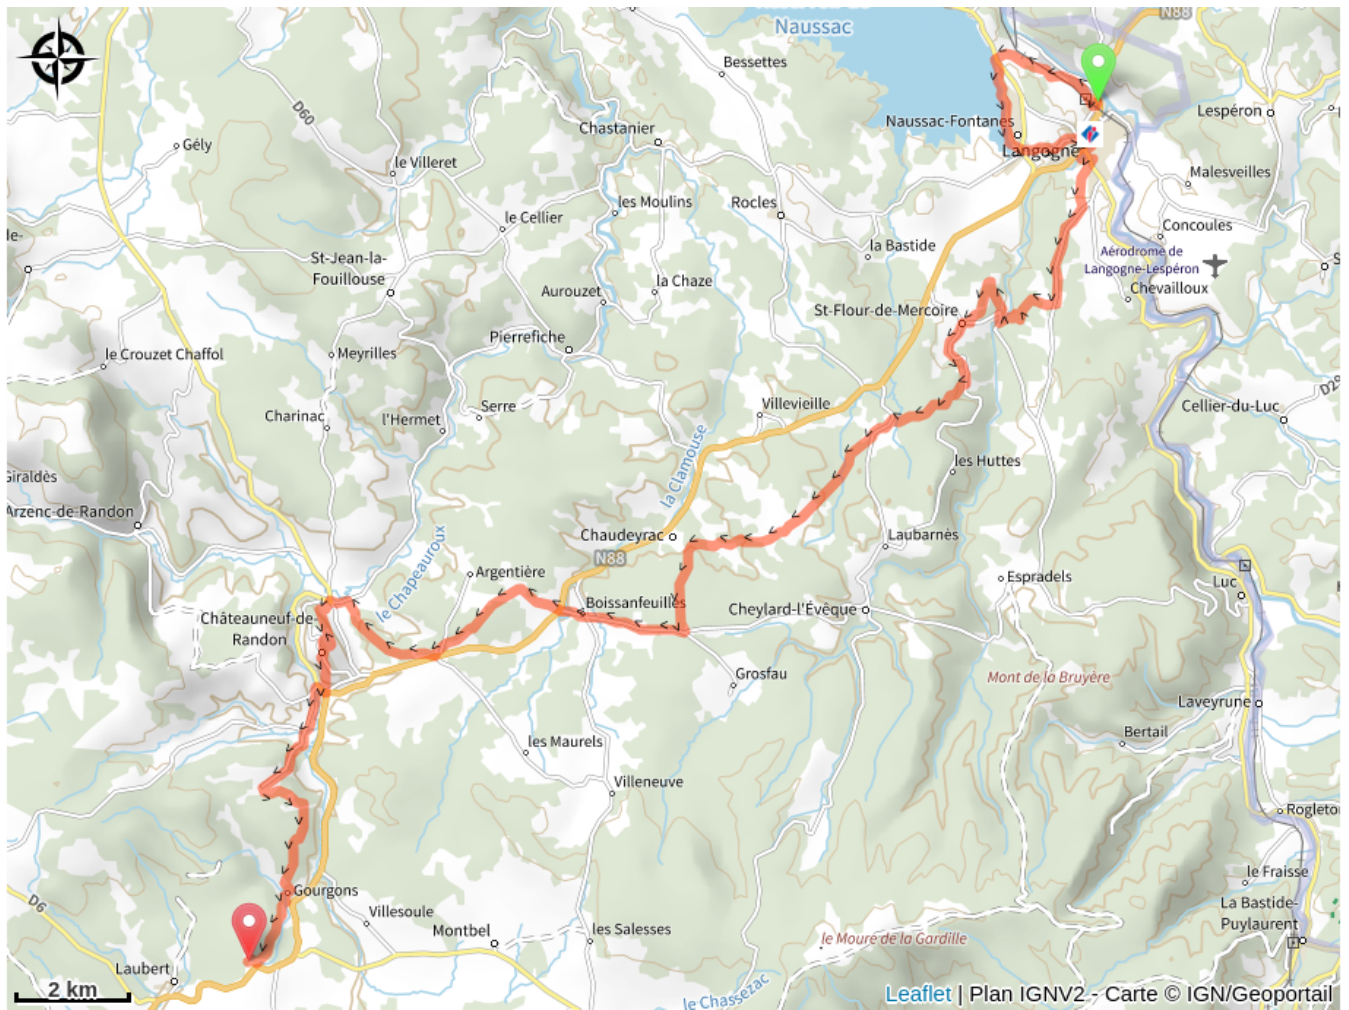 Naussac
N88
Bessettes
Lespéron
Naussac-Fontanes
Chastanier
D60
Gély
Langogne
le Villeret
Malesveilles
les Moulins
Rocles
le Cellier
Concoules
le-
la Bastide
Aérodrome de
Langogne-Lespéron
St-Jean-la-
Fouillouse
la Chaze
Chevailloux
Aurouzet
St-Flour-de-Mercoire
Pierrefiche
le Crouzet Chaffol
Meyrilles
Villevieille
Serre
Cellier-du-Luc
Charinac
l'Hermet
la Clamouse
les Huttes
Giraldès
Arzenc-de-Randon
Chaudeyrac
Laubarnès
N88
Argentière
Espradels
Luc
le Chapeauroux
Boissanfeuilles
Cheylard-l'Évêque
Châteauneuf-de-
Randon
Grosfau
Mont de la Bruyère
Laveyrune
Bertail
les Maurels
Villeneuve
Rogleto
le Fraisse
Gourgons
D6
Villesoule
La Bastide-
Puylaurent
Montbel
les Salesses
le Moure de la Gardille
Laubert
2 km
le Chassezac
Leaflet | Plan IGNV2 - Carte © IGN/Geoportail